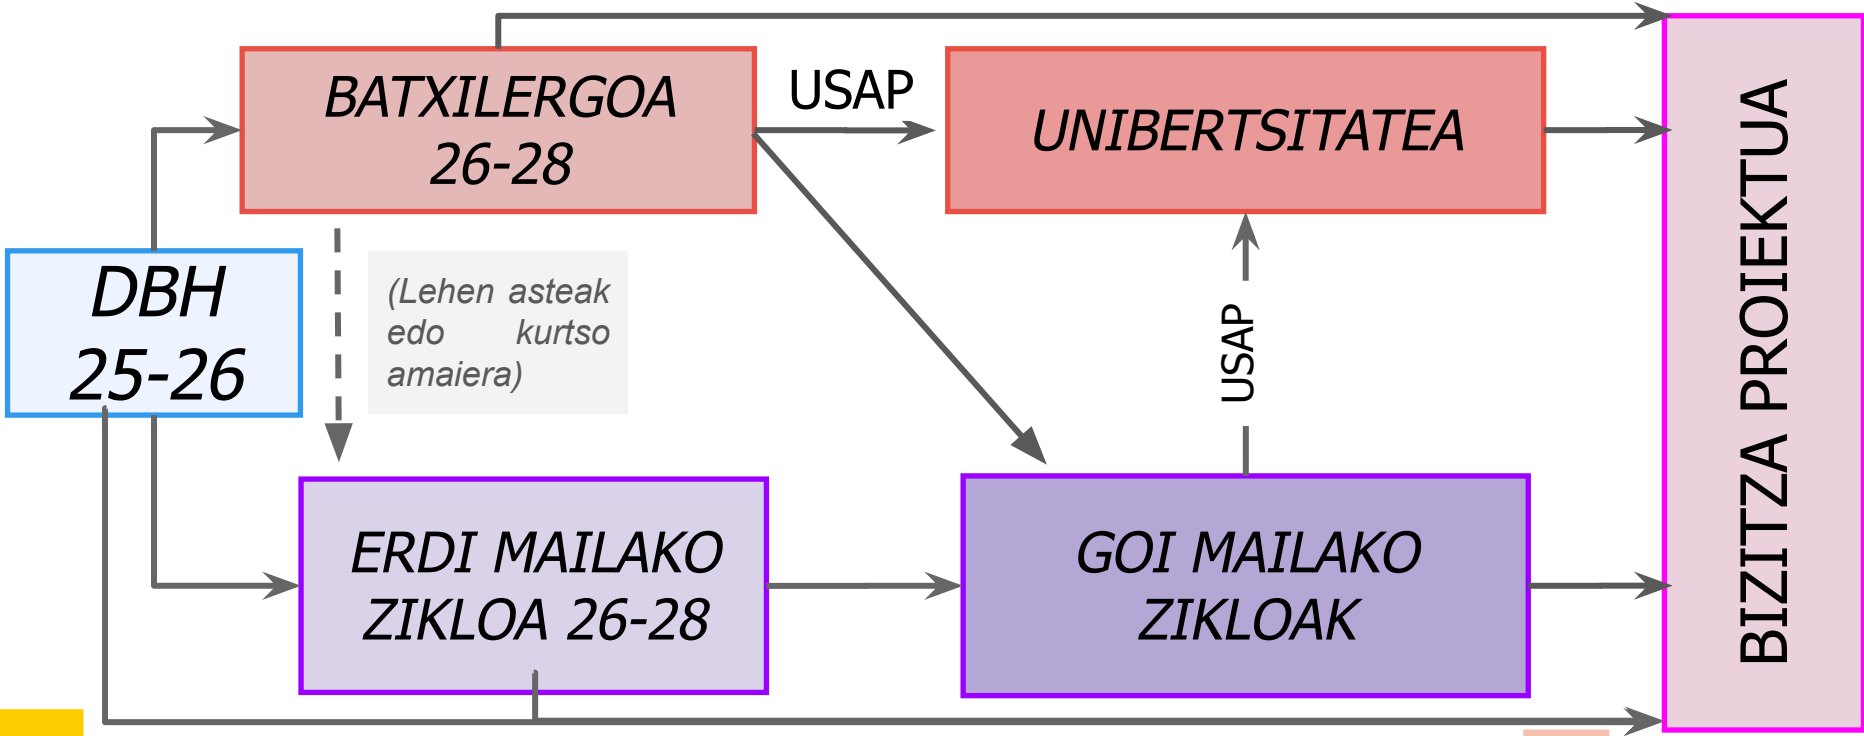 BATXILERGOA
26-28
USAP
UNIBERTSITATEA
DBH
25-26
(Lehen asteak
edo kurtso
amaiera)
USAP
ERDI MAILAKO
ZIKLOA 26-28
GOI MAILAKO
ZIKLOAK
BIZITZA PROIEKTUA